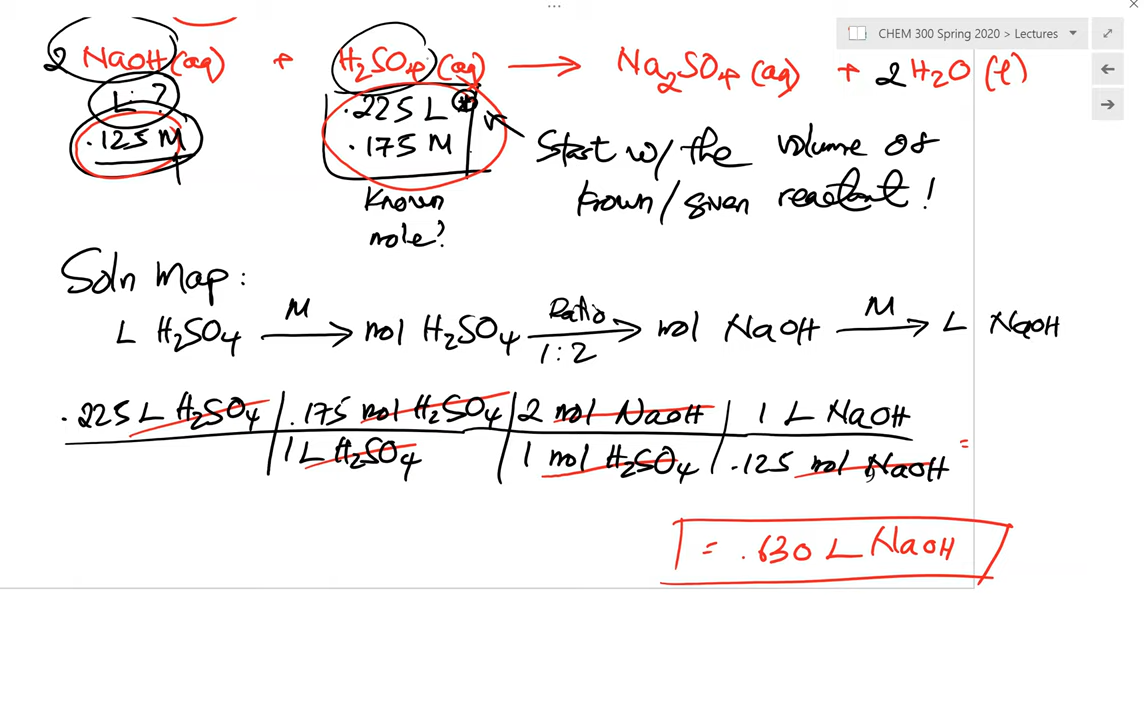 CHEM 300 Spring 2020 > Lectures
2 NaOH (aq) + H₂SO₄ (aq) ⟶ Na₂SO₄ (aq) + 2 H₂O (l)
L: ?
.125 M
.225 L *
.175 M
Known
mole?
Start w/ the volume of
known/given reactant!
Soln Map:
L H₂SO₄ —M→ mol H₂SO₄ —Ratio 1:2→ mol NaOH —M→ L NaOH
.225 L H₂SO₄ | .175 mol H₂SO₄ | 2 mol NaOH | 1 L NaOH =
1 L H₂SO₄ | 1 mol H₂SO₄ | .125 mol NaOH
= .630 L NaOH